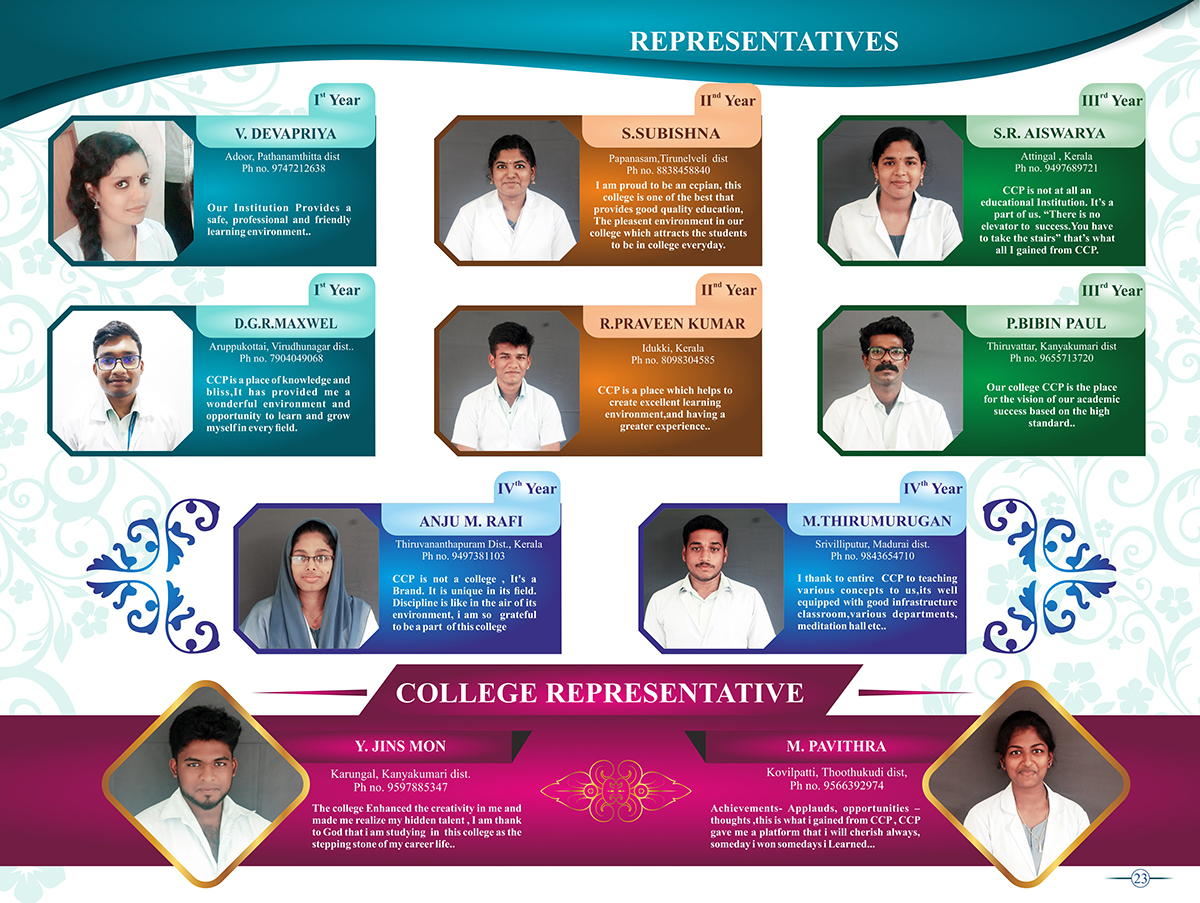 REPRESENTATIVES
Ist Year
V. DEVAPRIYA
Adoor, Pathanamthitta dist
Ph no. 9747212638
Our Institution Provides a
safe, professional and friendly
learning environment..
IInd Year
S.SUBISHNA
Papanasam,Tirunelveli dist
Ph no. 8838458840
I am proud to be an ccpian, this
college is one of the best that
provides good quality education,
The pleasent environment in our
college which attracts the students
to be in college everyday.
IIIrd Year
S.R. AISWARYA
Attingal , Kerala
Ph no. 9497689721
CCP is not at all an
educational Institution. It's a
part of us. “There is no
elevator to success.You have
to take the stairs” that's what
all I gained from CCP.
Ist Year
D.G.R.MAXWEL
Aruppukottai, Virudhunagar dist..
Ph no. 7904049068
CCP is a place of knowledge and
bliss,It has provided me a
wonderful environment and
opportunity to learn and grow
myself in every field.
IInd Year
R.PRAVEEN KUMAR
Idukki, Kerala
Ph no. 8098304585
CCP is a place which helps to
create excellent learning
environment,and having a
greater experience..
IIIrd Year
P.BIBIN PAUL
Thiruvattar, Kanyakumari dist
Ph no. 9655713720
Our college CCP is the place
for the vision of our academic
success based on the high
standard..
IVth Year
ANJU M. RAFI
Thiruvananthapuram Dist., Kerala
Ph no. 9497381103
CCP is not a college , It's a
Brand. It is unique in its field.
Discipline is like in the air of its
environment, i am so grateful
to be a part of this college
IVth Year
M.THIRUMURUGAN
Srivilliputur, Madurai dist.
Ph no. 9843654710
I thank to entire CCP to teaching
various concepts to us,its well
equipped with good infrastructure
classroom,various departments,
meditation hall etc..
COLLEGE REPRESENTATIVE
Y. JINS MON
Karungal, Kanyakumari dist.
Ph no. 9597885347
The college Enhanced the creativity in me and
made me realize my hidden talent , I am thank
to God that i am studying in this college as the
stepping stone of my career life..
M. PAVITHRA
Kovilpatti, Thoothukudi dist,
Ph no. 9566392974
Achievements- Applauds, opportunities –
thoughts ,this is what i gained from CCP , CCP
gave me a platform that i will cherish always,
someday i won somedays i Learned...
23